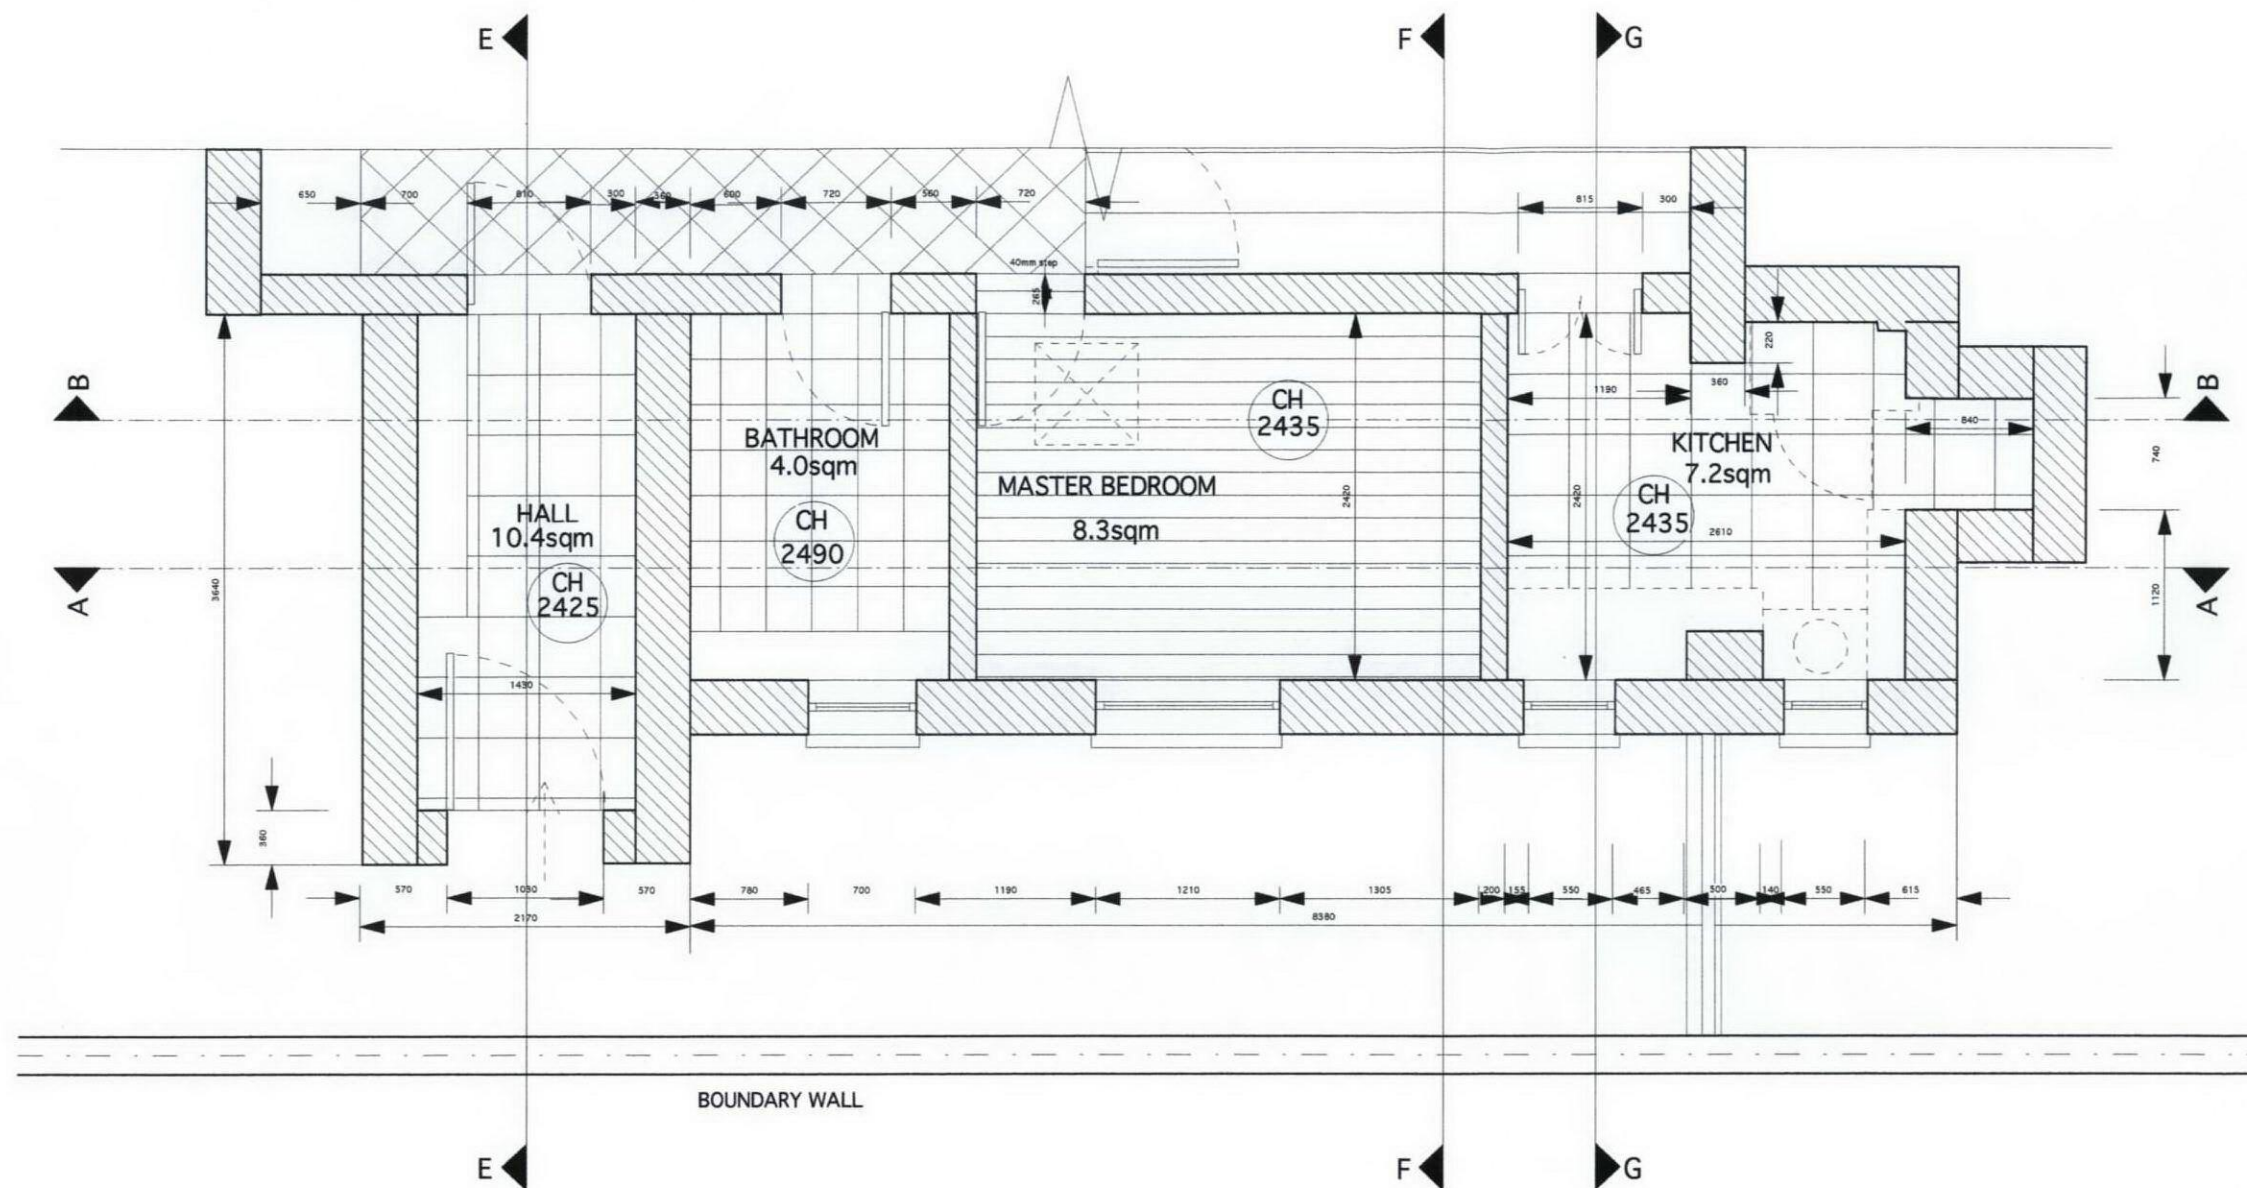 E
F
G
650
700
810
300
360
600
720
560
720
815
300
40mm step
265
220
B
B
1190
360
CH
2435
840
BATHROOM
4.0sqm
KITCHEN
7.2sqm
740
MASTER BEDROOM
8.3sqm
2420
2420
CH
2435
HALL
10.4sqm
CH
2490
2610
A
A
3640
CH
2425
1120
1430
360
570
1030
570
780
700
1190
1210
1305
200
155
550
465
500
140
550
615
2170
8380
BOUNDARY WALL
E
F
G